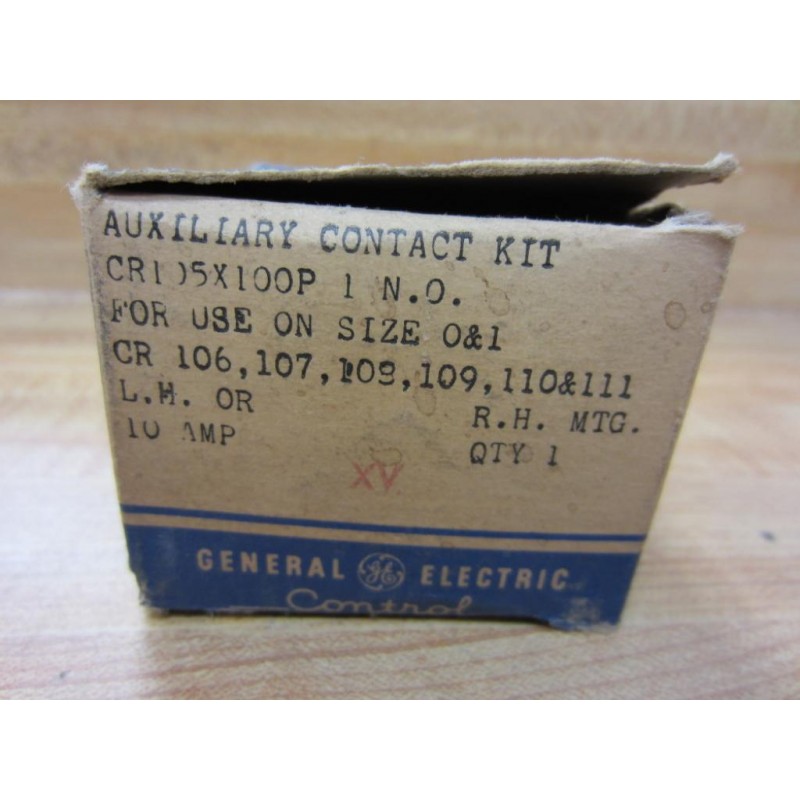 AUXILIARY CONTACT KIT
CR105X100P 1 N.O.
FOR USE ON SIZE 0&1
CR 106,107,108,109,110&111
L.H. OR R.H. MTG.
10 AMP QTY 1
XV
GENERAL GE ELECTRIC
Control